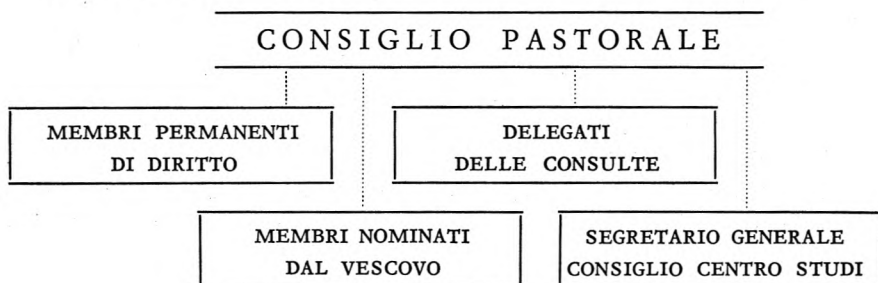 CONSIGLIO PASTORALE
MEMBRI PERMANENTI
DI DIRITTO
DELEGATI
DELLE CONSULTE
MEMBRI NOMINATI
DAL VESCOVO
SEGRETARIO GENERALE
CONSIGLIO CENTRO STUDI